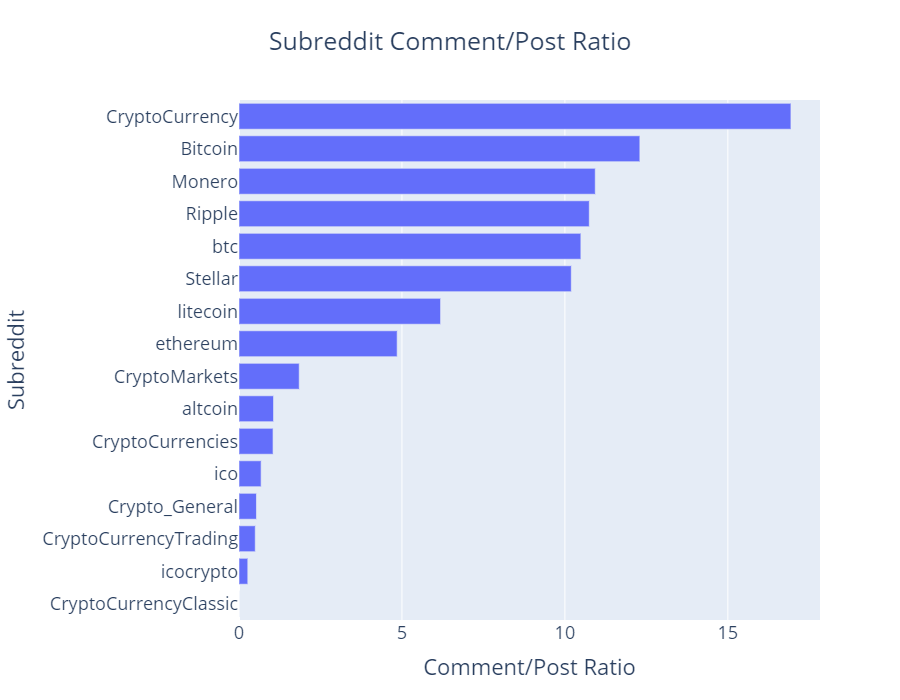 Subreddit Comment/Post Ratio
CryptoCurrency
Bitcoin
Monero
Ripple
btc
Stellar
litecoin
ethereum
CryptoMarkets
altcoin
CryptoCurrencies
ico
Crypto_General
CryptoCurrencyTrading
icocrypto
CryptoCurrencyClassic
Subreddit
0 5 10 15
Comment/Post Ratio